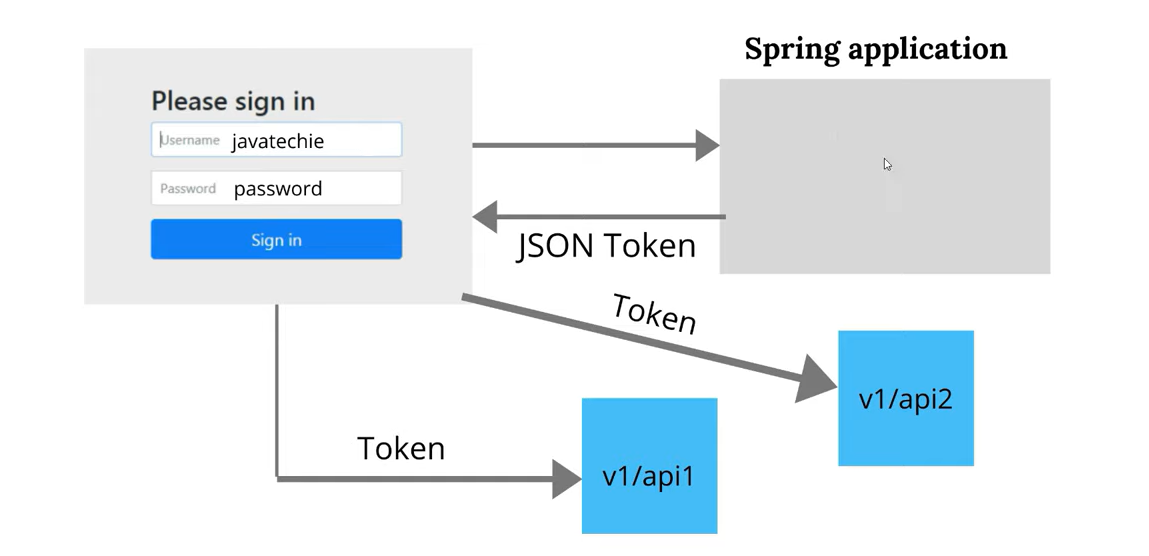 Spring application
Please sign in
Username javatechie
Password password
Sign in
JSON Token
Token
v1/api2
Token
v1/api1